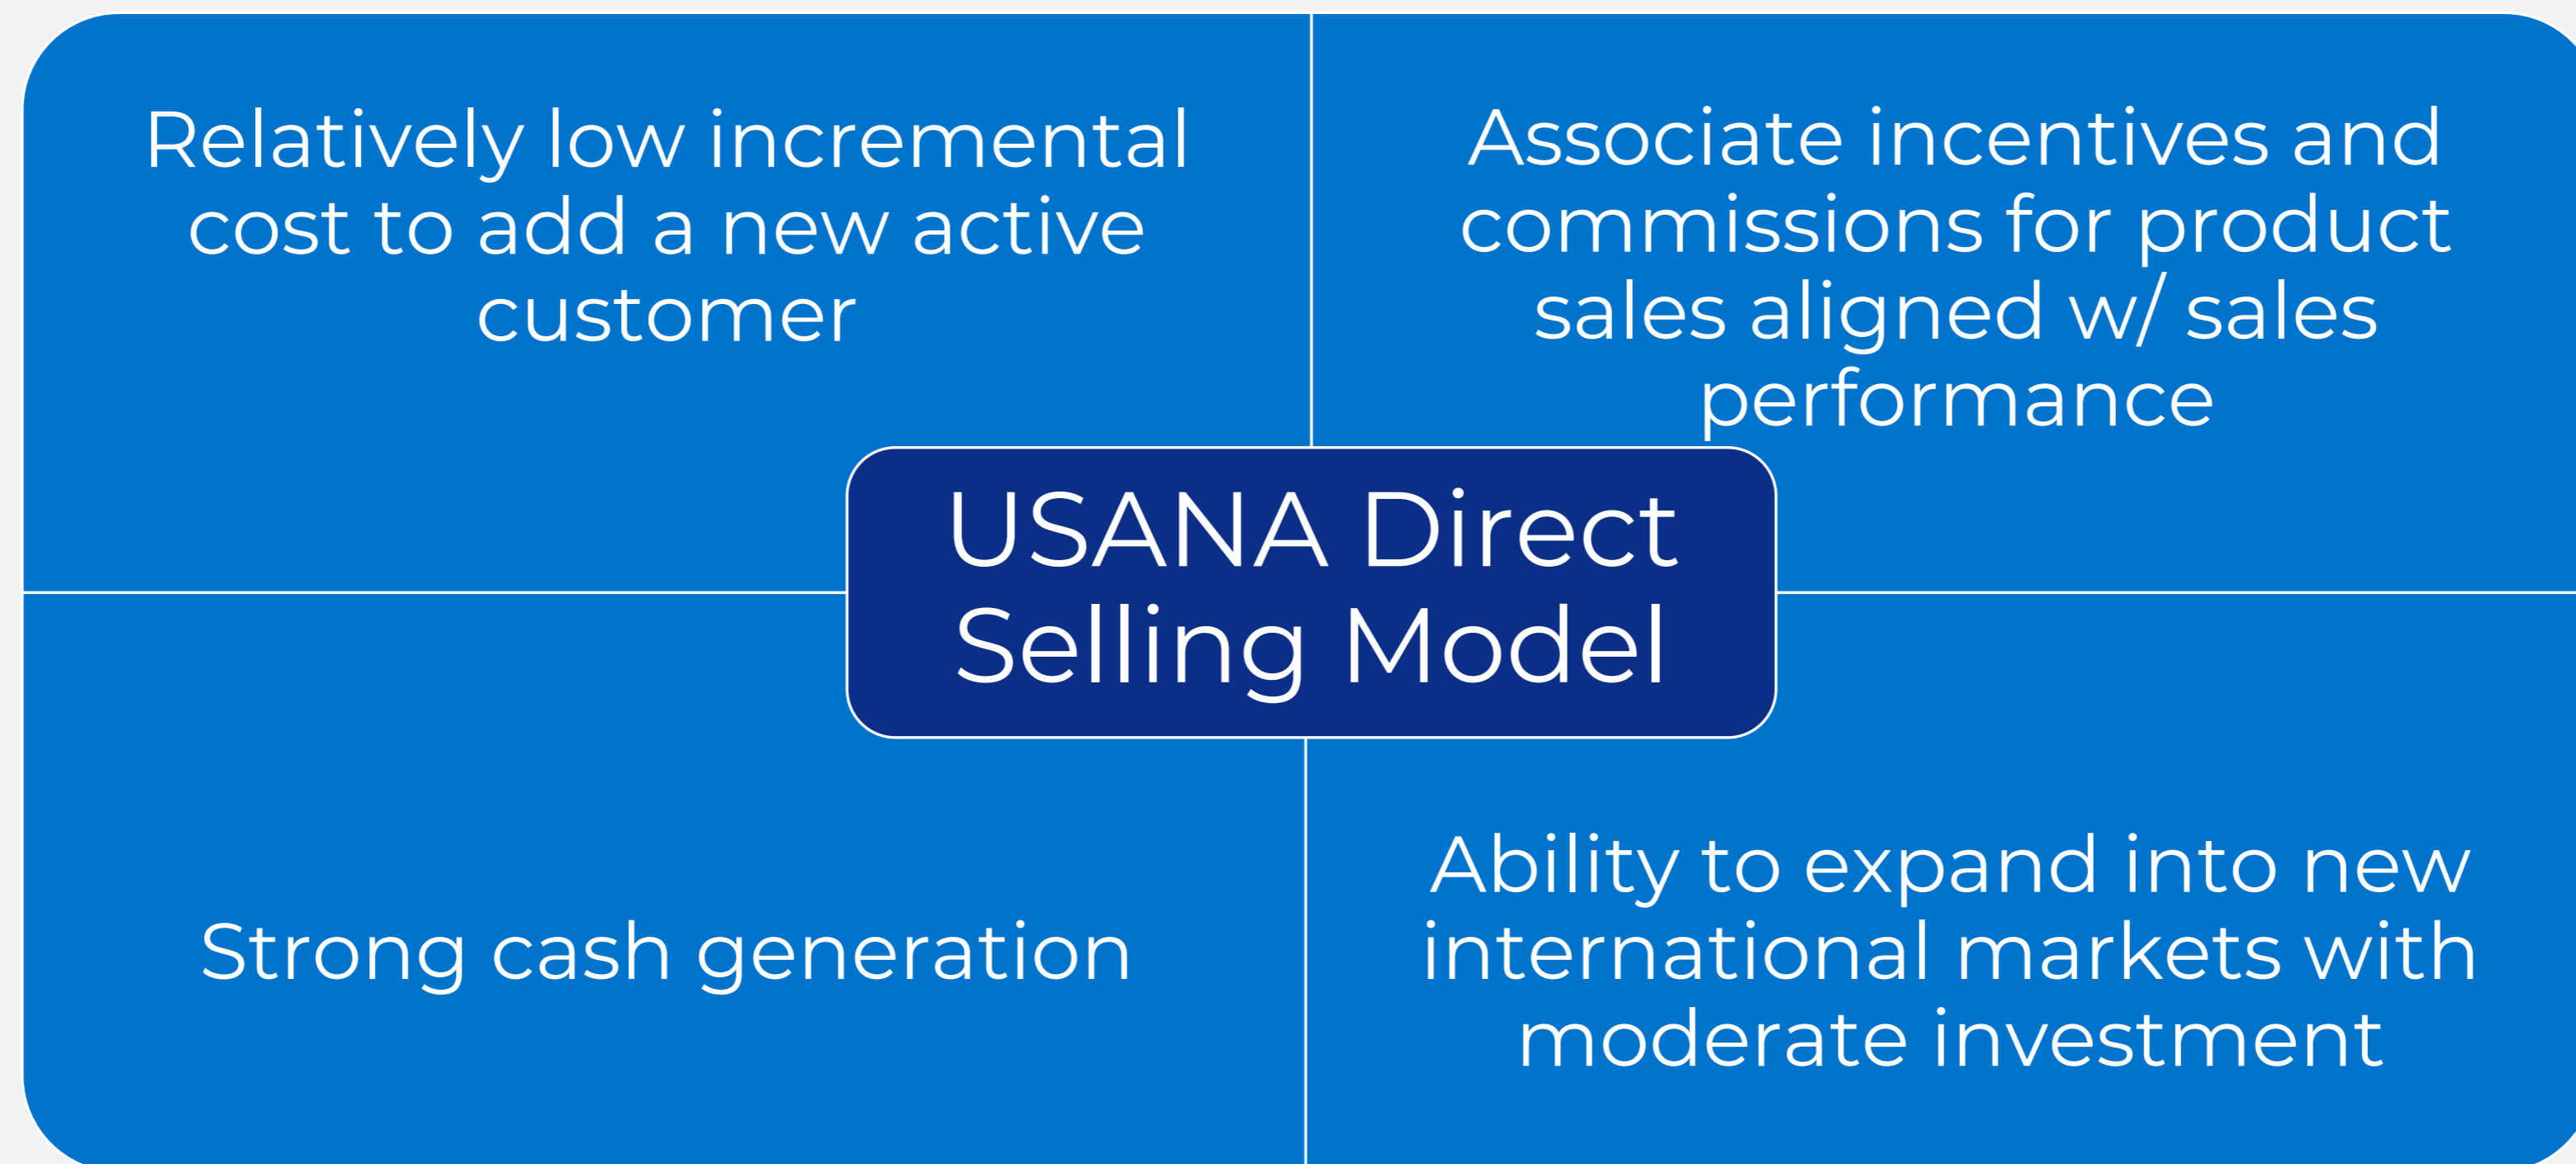 Relatively low incremental
cost to add a new active
customer
Associate incentives and
commissions for product
sales aligned w/ sales
performance
USANA Direct
Selling Model
Strong cash generation
Ability to expand into new
international markets with
moderate investment